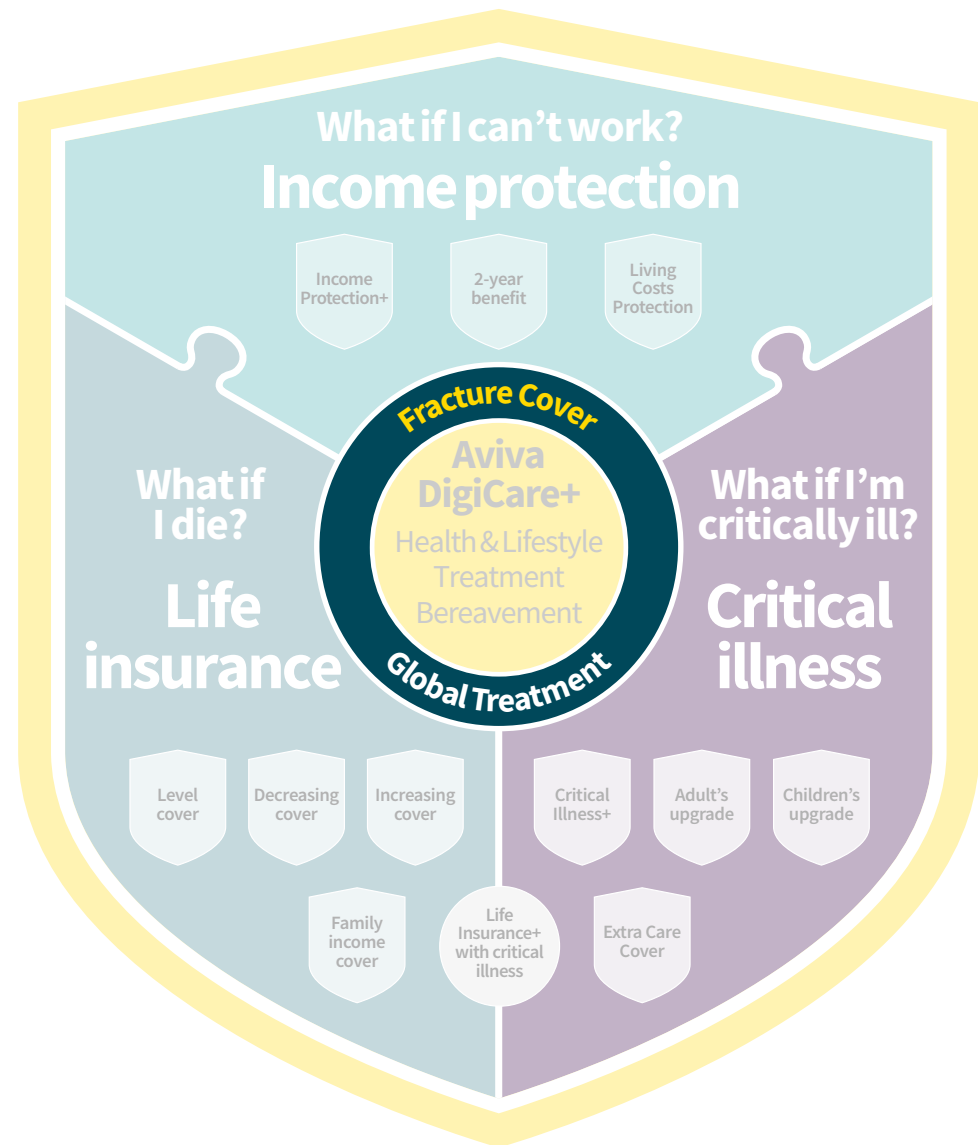 What if I can’t work?
Income protection
Income
Protection+
2-year
benefit
Living
Costs
Protection
Fracture Cover
Aviva
DigiCare+
Health & Lifestyle
Treatment
Bereavement
Global Treatment
What if
I die?
Life
insurance
What if I’m
critically ill?
Critical
illness
Level
cover
Decreasing
cover
Increasing
cover
Critical
Illness+
Adult’s
upgrade
Children’s
upgrade
Family
income
cover
Life
Insurance+
with critical
illness
Extra Care
Cover